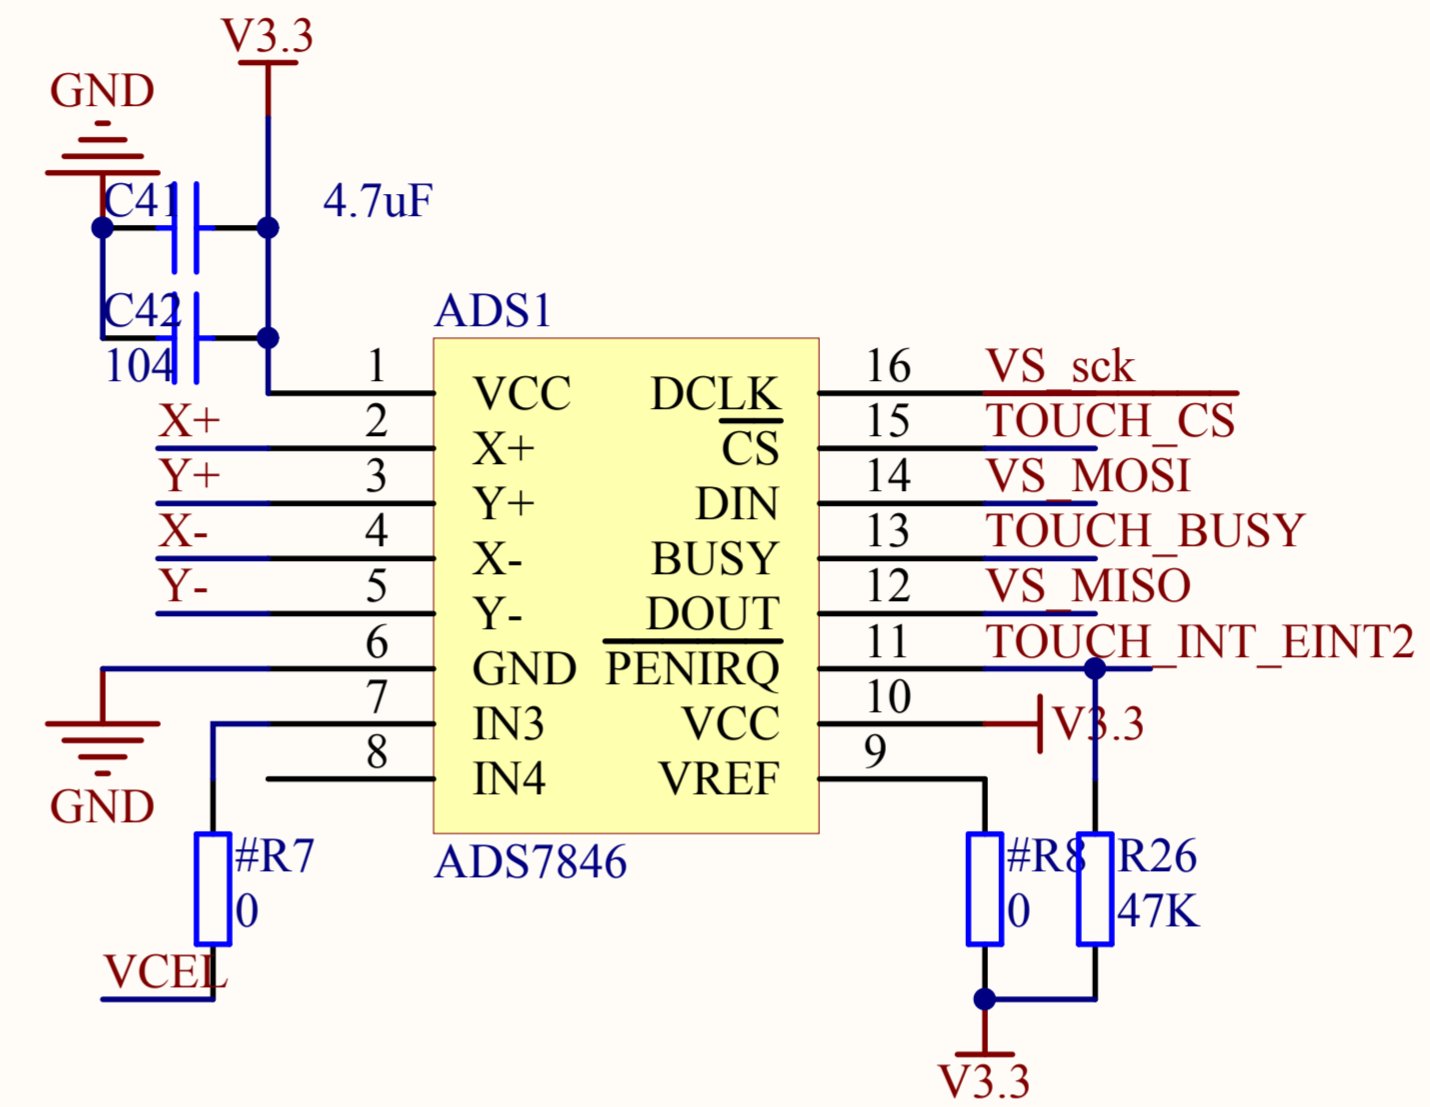 V3.3
GND
C41
4.7uF
C42
104
ADS1
1
VCC
DCLK
16
VS_sck
X+
2
X+
CS
15
TOUCH_CS
Y+
3
Y+
DIN
14
VS_MOSI
X-
4
X-
BUSY
13
TOUCH_BUSY
Y-
5
Y-
DOUT
12
VS_MISO
6
GND
PENIRQ
11
TOUCH_INT_EINT2
7
IN3
VCC
10
V3.3
8
IN4
VREF
9
GND
ADS7846
#R7
0
VCEL
#R8
0
R26
47K
V3.3